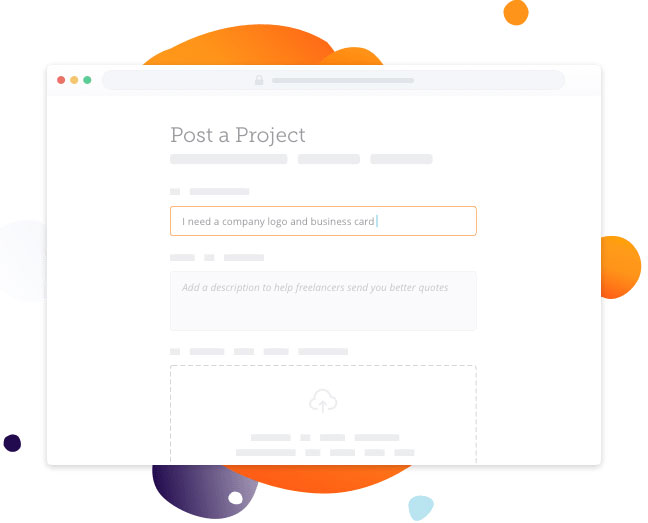 Post a Project
I need a company logo and business card
Add a description to help freelancers send you better quotes